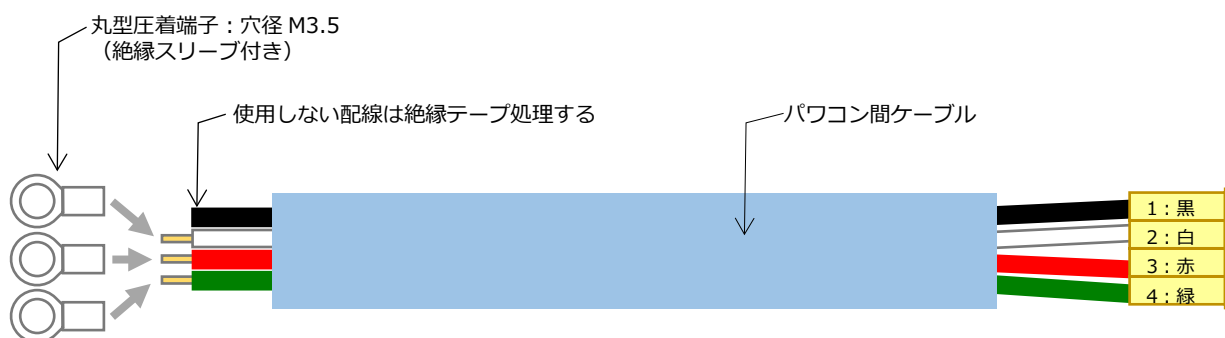 丸型圧着端子：穴径 M3.5
（絶縁スリーブ付き）
使用しない配線は絶縁テープ処理する
パワコン間ケーブル
1：黒
2：白
3：赤
4：緑